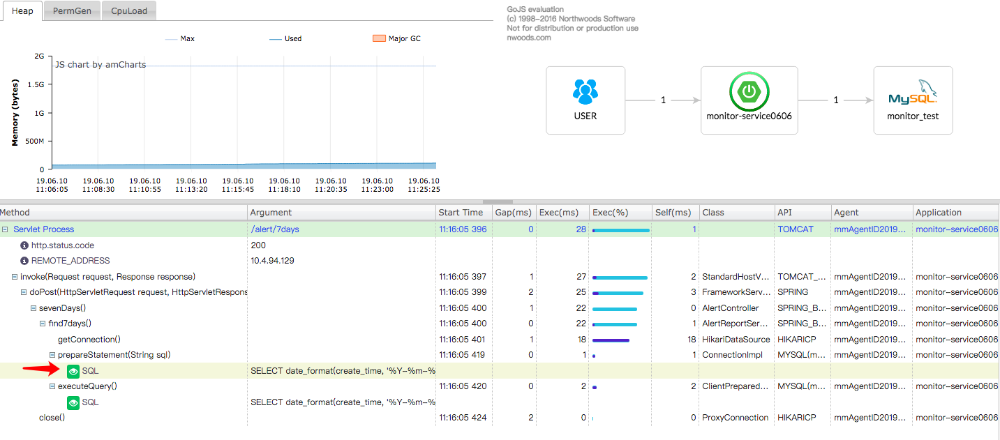 Heap PermGen CpuLoad
Max Used Major GC
JS chart by amCharts
Memory (bytes)
2G
1.5G
1G
500M
0
19.06.10 19.06.10 19.06.10 19.06.10 19.06.10 19.06.10 19.06.10 19.06.10 19.06.10
11:06:05 11:08:30 11:10:55 11:13:20 11:15:45 11:18:10 11:20:35 11:23:00 11:25:25
GoJS evaluation
(c) 1998-2016 Northwoods Software
Not for distribution or production use
nwoods.com
USER
1
monitor-service0606
1
MySQL
monitor_test
Method Argument Start Time Gap(ms) Exec(ms) Exec(%) Self(ms) Class API Agent Application
Servlet Process /alert/7days 11:16:05 396 0 28 1 TOMCAT mmAgentID2019... monitor-service0606
http.status.code 200
REMOTE_ADDRESS 10.4.94.129
invoke(Request request, Response response) 11:16:05 397 1 27 2 StandardHostV... TOMCAT_... mmAgentID2019... monitor-service0606
doPost(HttpServletRequest request, HttpServletRespons 11:16:05 399 2 25 3 FrameworkServ... SPRING mmAgentID2019... monitor-service0606
sevenDays() 11:16:05 400 1 22 0 AlertController SPRING_B... mmAgentID2019... monitor-service0606
find7days() 11:16:05 400 0 22 1 AlertReportSer... SPRING_B... mmAgentID2019... monitor-service0606
getConnection() 11:16:05 401 1 18 18 HikariDataSource HIKARICP mmAgentID2019... monitor-service0606
prepareStatement(String sql) 11:16:05 419 0 1 1 ConnectionImpl MYSQL(m... mmAgentID2019... monitor-service0606
SQL SELECT date_format(create_time, '%Y-%m-%
executeQuery() 11:16:05 420 0 2 2 ClientPrepared... MYSQL(m... mmAgentID2019... monitor-service0606
SQL SELECT date_format(create_time, '%Y-%m-%
close() 11:16:05 424 2 0 0 ProxyConnection HIKARICP mmAgentID2019... monitor-service0606